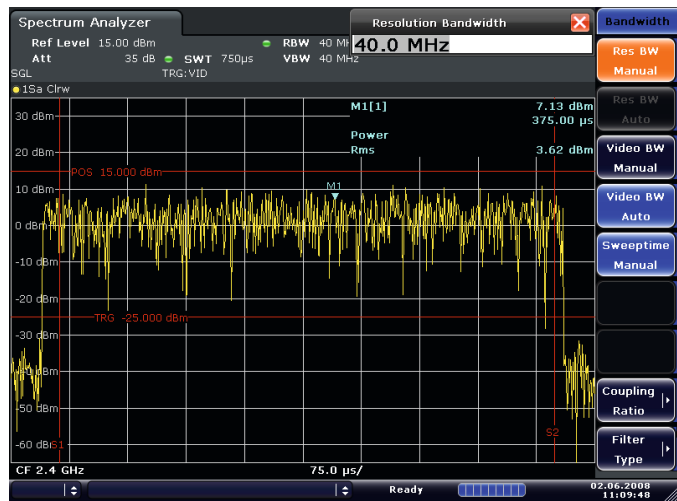 Spectrum Analyzer
Resolution Bandwidth
Bandwidth
Ref Level 15.00 dBm RBW 40 MH
40.0 MHz
Att 35 dB SWT 750µs VBW 40 MHz
SGL TRG:VID
1Sa Clrw
Res BW Manual
Res BW Auto
Video BW Manual
Video BW Auto
Sweeptime Manual
Coupling Ratio
Filter Type
M1[1] 7.13 dBm
375.00 µs
Power
Rms 3.62 dBm
30 dBm
20 dBm
POS 15.000 dBm
10 dBm
M1
0 dBm
-10 dBm
-20 dBm
TRG -25.000 dBm
-30 dBm
-50 dBm
-60 dB
S1
S2
CF 2.4 GHz 75.0 µs/
Ready
02.06.2008
11:09:48